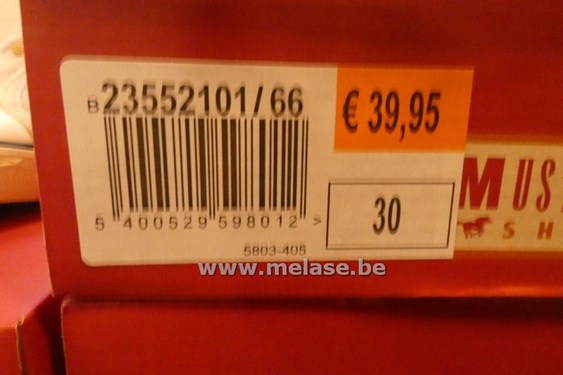 B 23552101/66
€ 39,95
5 400529 598012 >
30
5803-405
MUS
SH
www.melase.be